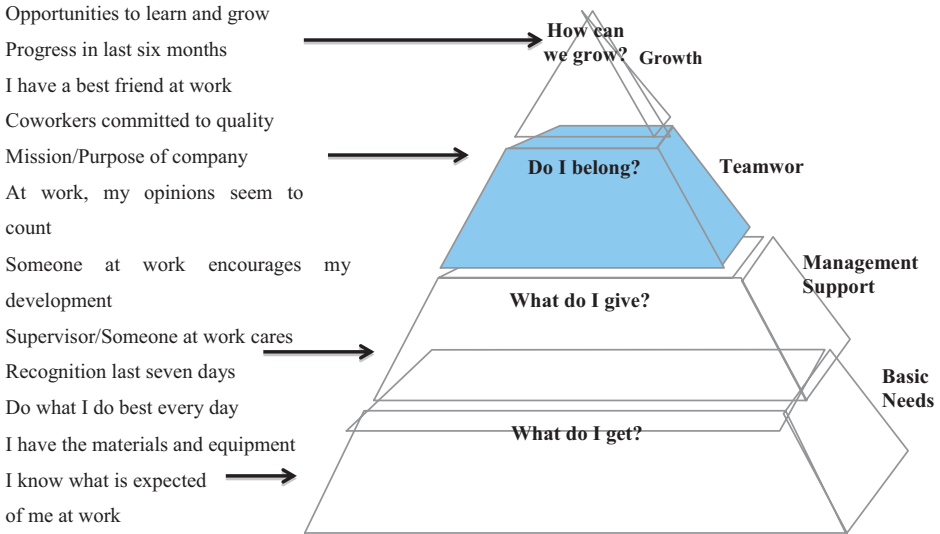 Opportunities to learn and grow
Progress in last six months
I have a best friend at work
Coworkers committed to quality
Mission/Purpose of company
At work, my opinions seem to
count
Someone at work encourages my
development
Supervisor/Someone at work cares
Recognition last seven days
Do what I do best every day
I have the materials and equipment
I know what is expected
of me at work
How can
we grow?
Growth
Do I belong?
Teamwor
Management
Support
What do I give?
Basic
Needs
What do I get?